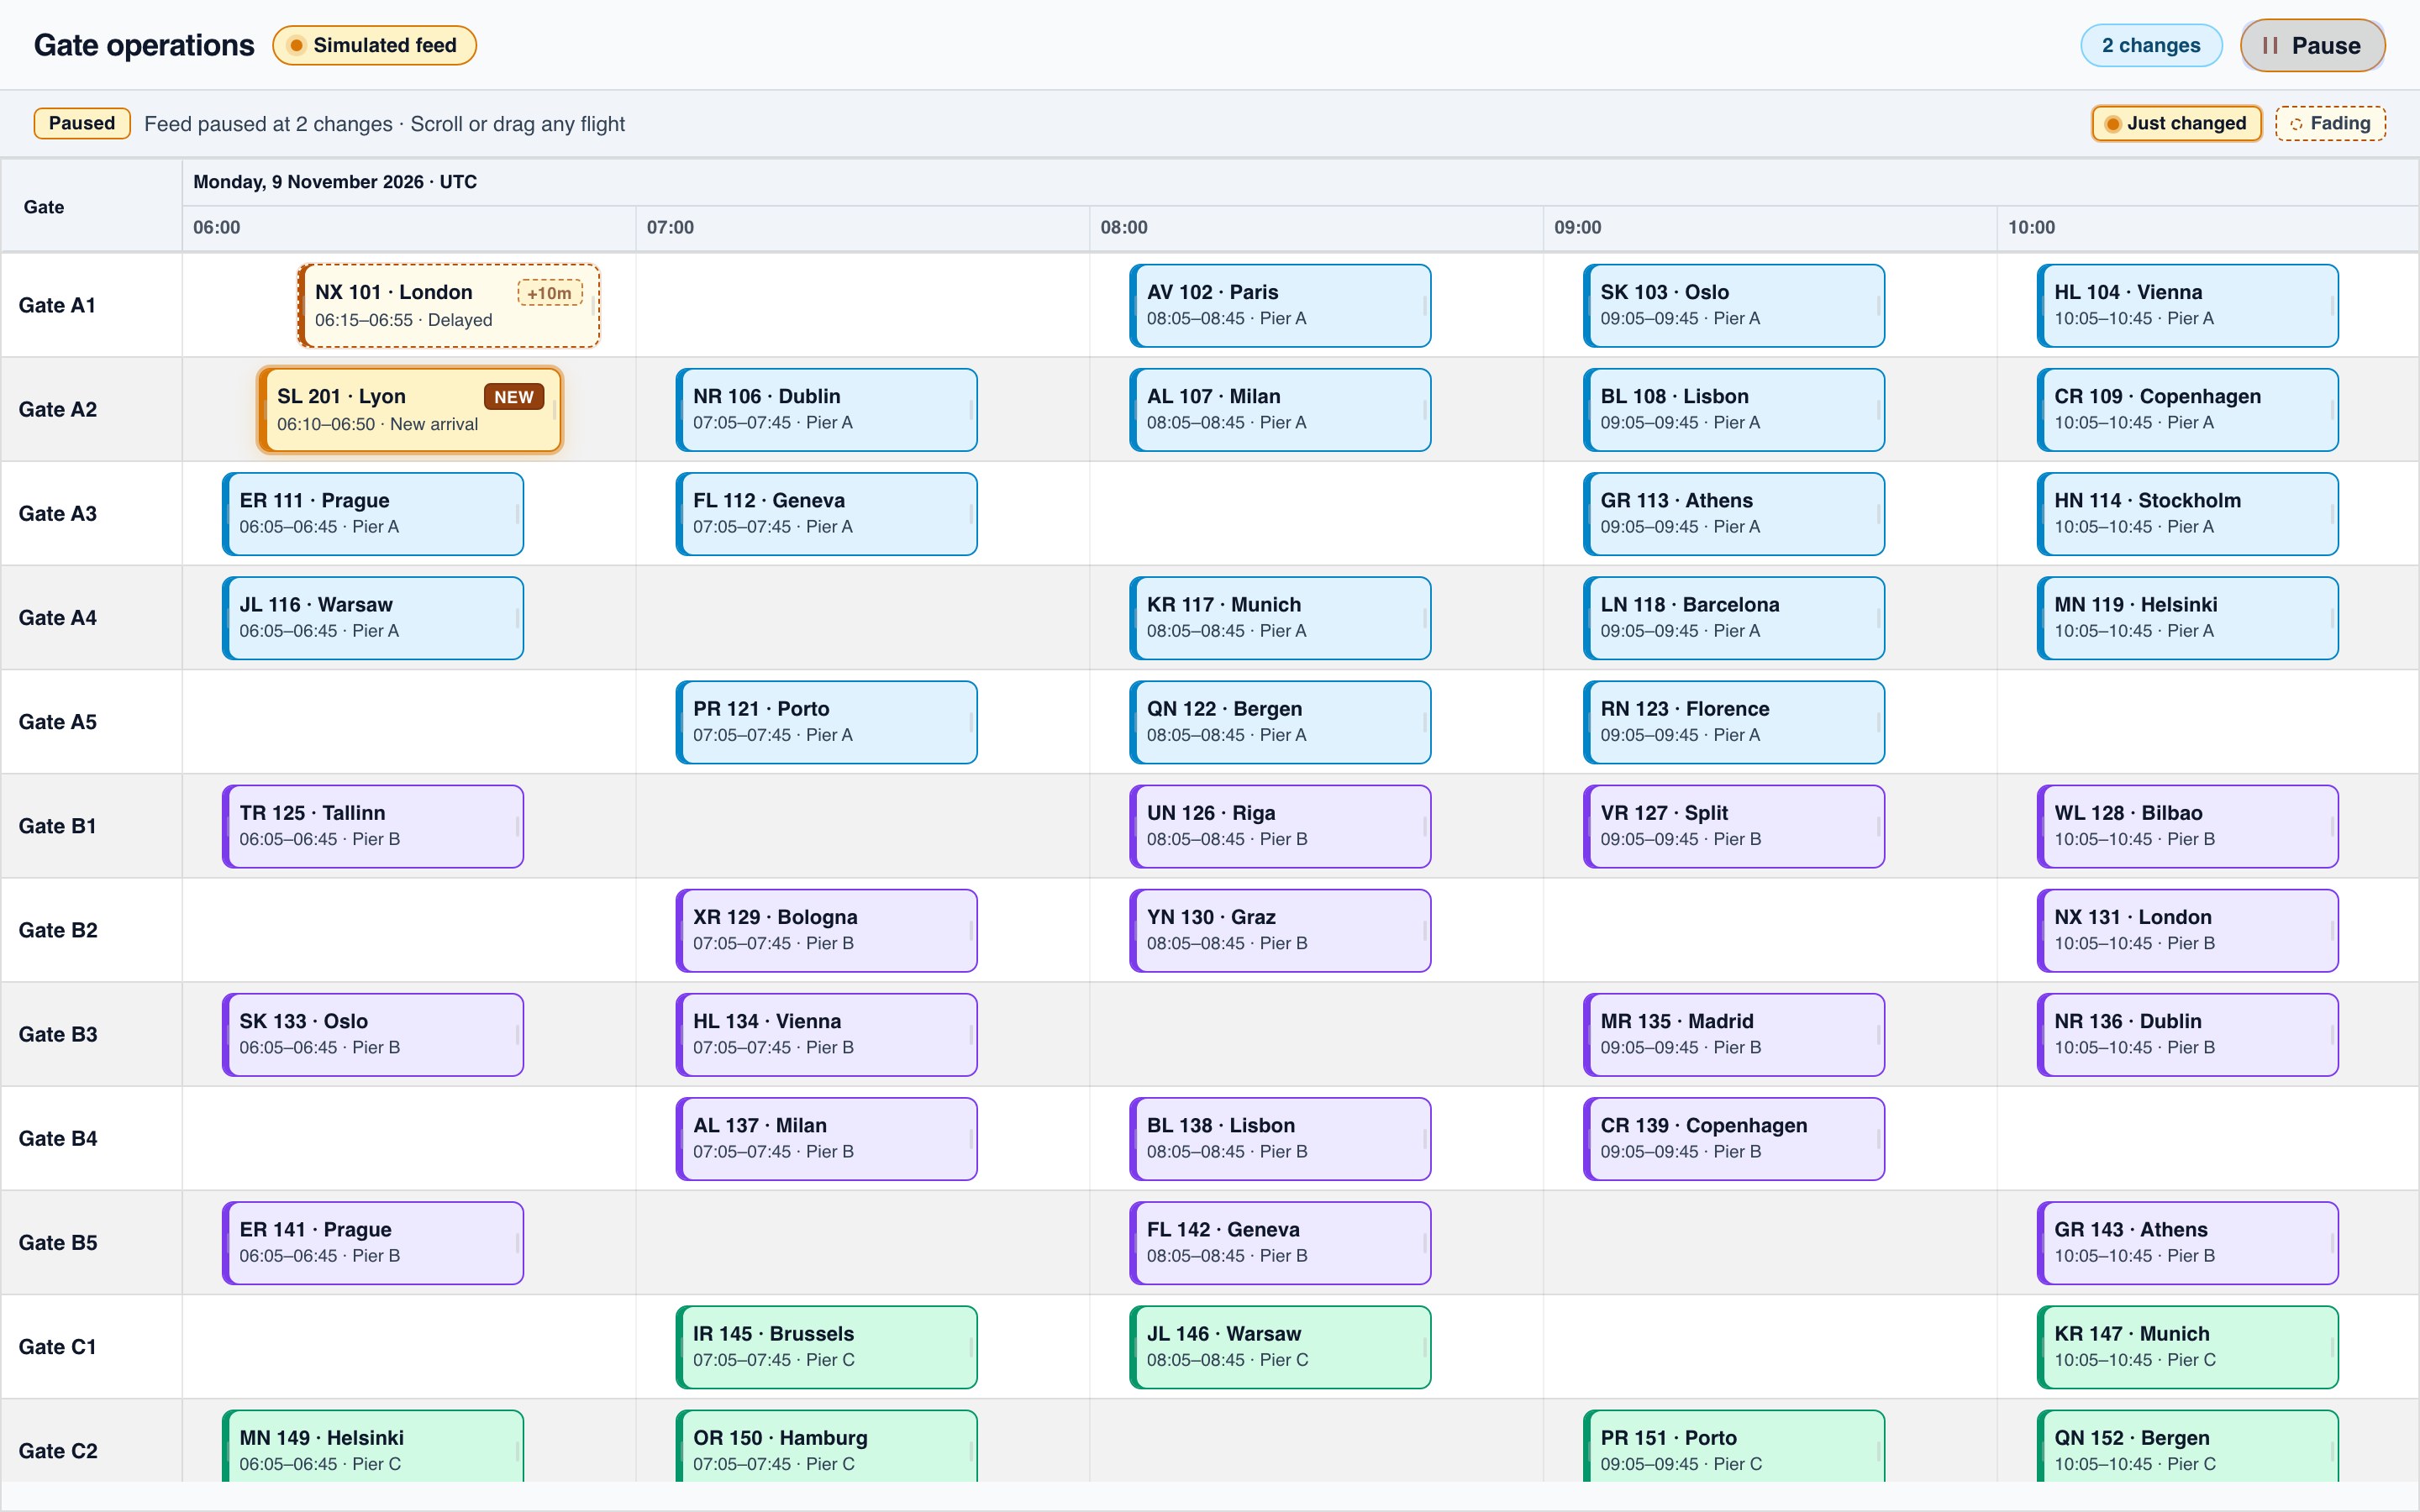 Gate operations
Simulated feed
2 changes
Pause
Paused
Feed paused at 2 changes · Scroll or drag any flight
Just changed
Fading
Gate
Monday, 9 November 2026 · UTC
06:00
07:00
08:00
09:00
10:00
Gate A1
NX 101 · London
+10m
06:15–06:55 · Delayed
AV 102 · Paris
08:05–08:45 · Pier A
SK 103 · Oslo
09:05–09:45 · Pier A
HL 104 · Vienna
10:05–10:45 · Pier A
Gate A2
SL 201 · Lyon
NEW
06:10–06:50 · New arrival
NR 106 · Dublin
07:05–07:45 · Pier A
AL 107 · Milan
08:05–08:45 · Pier A
BL 108 · Lisbon
09:05–09:45 · Pier A
CR 109 · Copenhagen
10:05–10:45 · Pier A
Gate A3
ER 111 · Prague
06:05–06:45 · Pier A
FL 112 · Geneva
07:05–07:45 · Pier A
GR 113 · Athens
09:05–09:45 · Pier A
HN 114 · Stockholm
10:05–10:45 · Pier A
Gate A4
JL 116 · Warsaw
06:05–06:45 · Pier A
KR 117 · Munich
08:05–08:45 · Pier A
LN 118 · Barcelona
09:05–09:45 · Pier A
MN 119 · Helsinki
10:05–10:45 · Pier A
Gate A5
PR 121 · Porto
07:05–07:45 · Pier A
QN 122 · Bergen
08:05–08:45 · Pier A
RN 123 · Florence
09:05–09:45 · Pier A
Gate B1
TR 125 · Tallinn
06:05–06:45 · Pier B
UN 126 · Riga
08:05–08:45 · Pier B
VR 127 · Split
09:05–09:45 · Pier B
WL 128 · Bilbao
10:05–10:45 · Pier B
Gate B2
XR 129 · Bologna
07:05–07:45 · Pier B
YN 130 · Graz
08:05–08:45 · Pier B
NX 131 · London
10:05–10:45 · Pier B
Gate B3
SK 133 · Oslo
06:05–06:45 · Pier B
HL 134 · Vienna
07:05–07:45 · Pier B
MR 135 · Madrid
09:05–09:45 · Pier B
NR 136 · Dublin
10:05–10:45 · Pier B
Gate B4
AL 137 · Milan
07:05–07:45 · Pier B
BL 138 · Lisbon
08:05–08:45 · Pier B
CR 139 · Copenhagen
09:05–09:45 · Pier B
Gate B5
ER 141 · Prague
06:05–06:45 · Pier B
FL 142 · Geneva
08:05–08:45 · Pier B
GR 143 · Athens
10:05–10:45 · Pier B
Gate C1
IR 145 · Brussels
07:05–07:45 · Pier C
JL 146 · Warsaw
08:05–08:45 · Pier C
KR 147 · Munich
10:05–10:45 · Pier C
Gate C2
MN 149 · Helsinki
06:05–06:45 · Pier C
OR 150 · Hamburg
07:05–07:45 · Pier C
PR 151 · Porto
09:05–09:45 · Pier C
QN 152 · Bergen
10:05–10:45 · Pier C